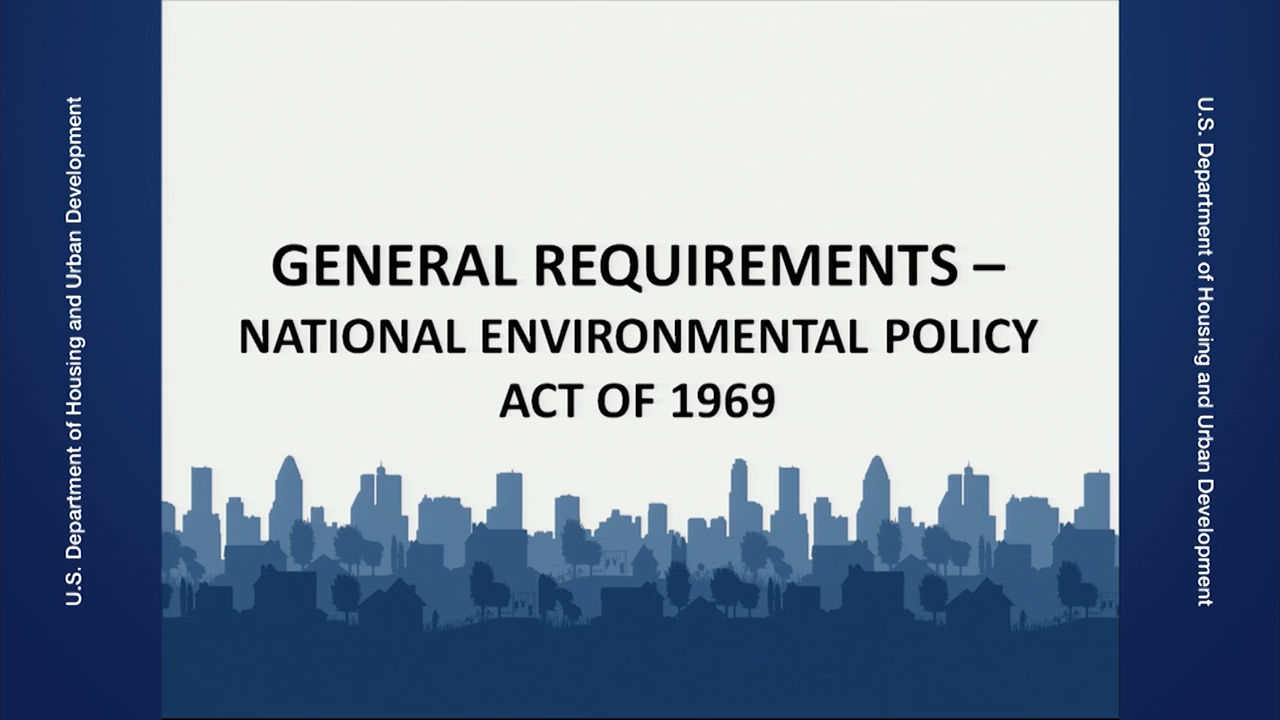 U.S. Department of Housing and Urban Development
GENERAL REQUIREMENTS –
NATIONAL ENVIRONMENTAL POLICY
ACT OF 1969
U.S. Department of Housing and Urban Development